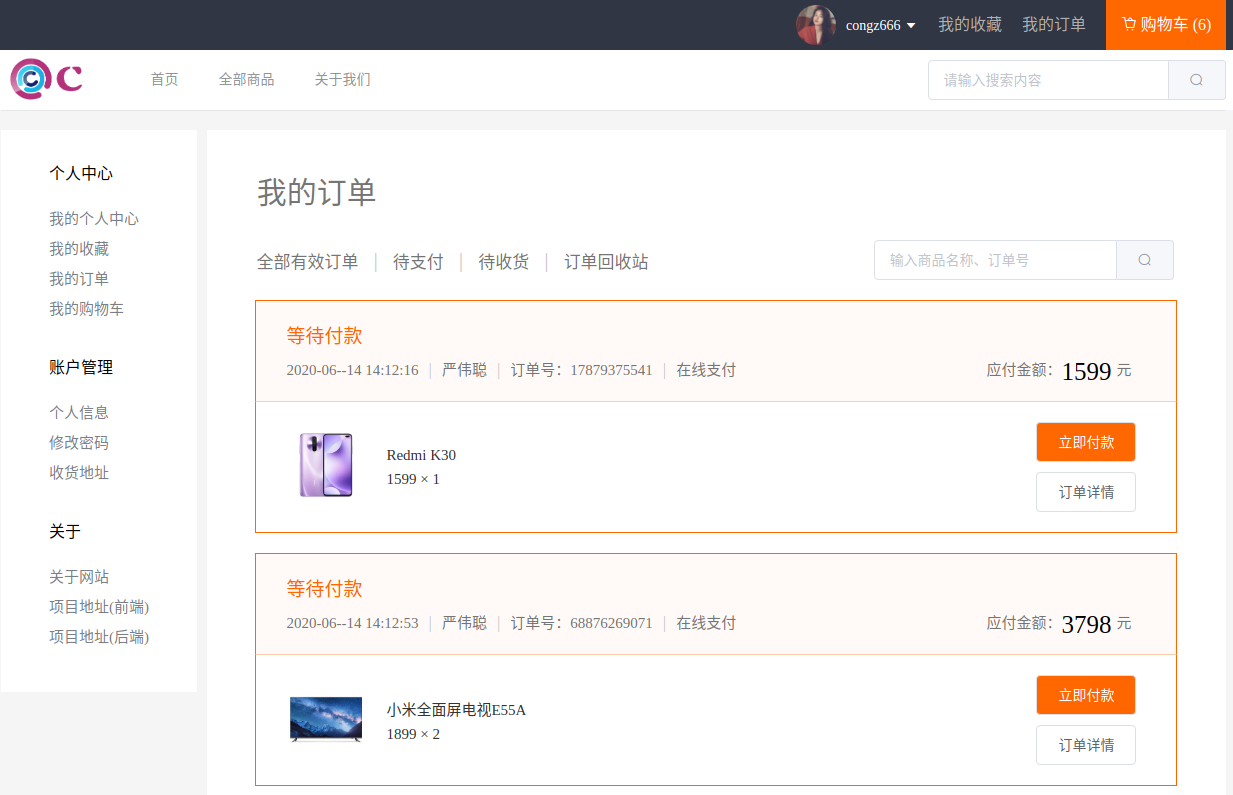 congz666 我的收藏 我的订单 购物车 (6)
C C 首页 全部商品 关于我们 请输入搜索内容
个人中心
我的个人中心
我的收藏
我的订单
我的购物车
账户管理
个人信息
修改密码
收货地址
关于
关于网站
项目地址(前端)
项目地址(后端)
我的订单
全部有效订单 | 待支付 | 待收货 | 订单回收站 输入商品名称、订单号
等待付款
2020-06--14 14:12:16 | 严伟聪 | 订单号：17879375541 | 在线支付 应付金额：1599 元
Redmi K30
1599 × 1
立即付款
订单详情
等待付款
2020-06--14 14:12:53 | 严伟聪 | 订单号：68876269071 | 在线支付 应付金额：3798 元
小米全面屏电视E55A
1899 × 2
立即付款
订单详情